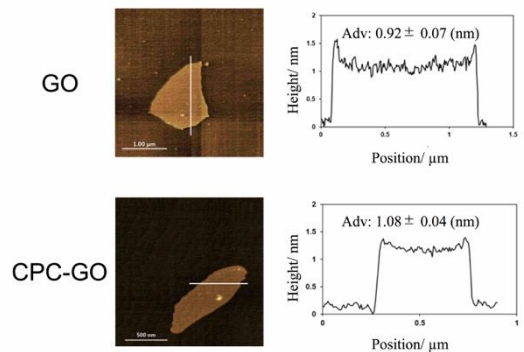 GO
1.00 µm
Height/ nm
2
1.5
1
0.5
0
Adv: 0.92 ± 0.07 (nm)
0
0.5
1
1.5
Position/ µm
CPC-GO
500 nm
Height/ nm
2
1.5
1
0.5
0
Adv: 1.08 ± 0.04 (nm)
0
0.5
1
Position/ µm